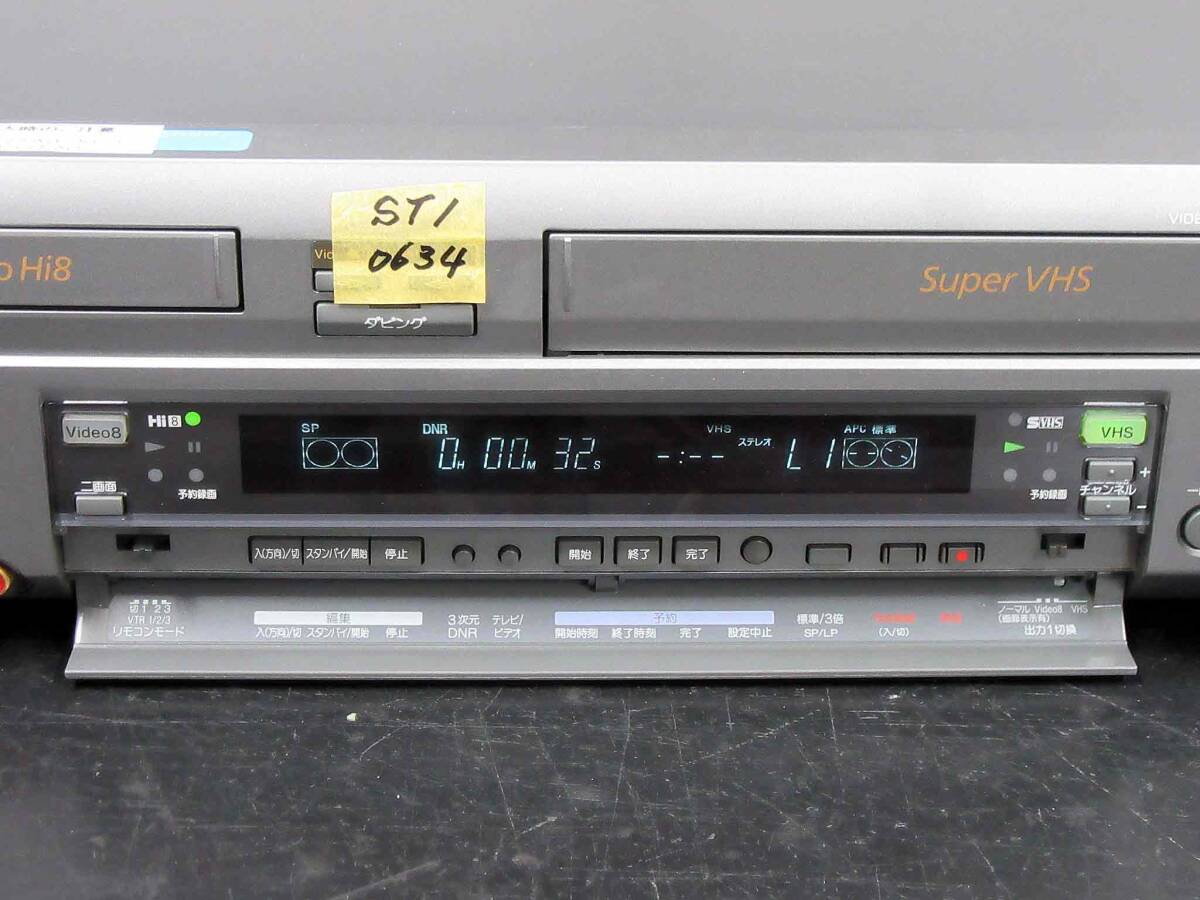 ST1
0634
Hi8
Super VHS
ダビング
Video8
Hi8
SP
DNR
VHS
ステレオ
APC 標準
0H 00M 32S
-:--
L1
SVHS
VHS
二画面
予約録画
予約録画
チャンネル
+
-
入(方向)/切
スタンバイ/開始
停止
開始
終了
完了
切 1 2 3
VTR 1/2/3
リモコンモード
編集
入(方向)/切 スタンバイ/開始 停止
3次元
DNR
テレビ/
ビデオ
予約
開始時刻 終了時刻 完了 設定中止
標準/3倍
SP/LP
(入/切)
ノーマル Video8 VHS
(画面表示有)
出力1切換